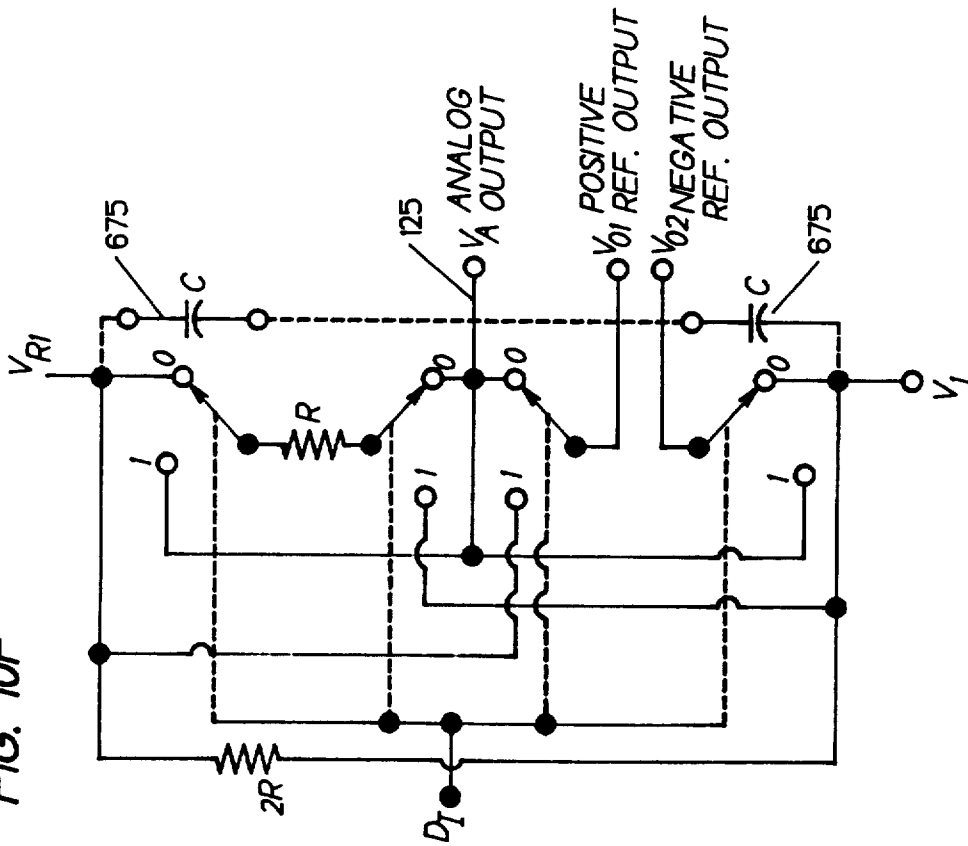 FIG. 10F
V_R1
675
C
0
1
R
0
125
V_A ANALOG
OUTPUT
0
1
1
POSITIVE
V_01 REF. OUTPUT
V_02 NEGATIVE
REF. OUTPUT
C
675
0
1
2R
D_I
V_1